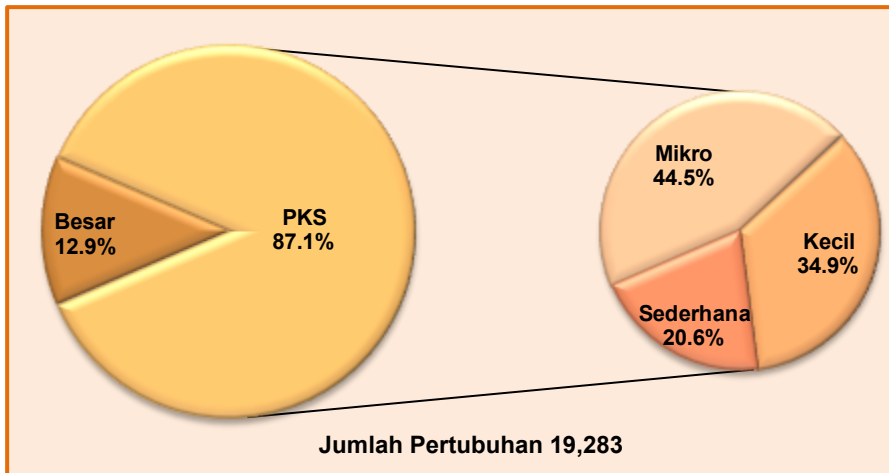 Besar
12.9%
PKS
87.1%
Mikro
44.5%
Kecil
34.9%
Sederhana
20.6%
Jumlah Pertubuhan 19,283